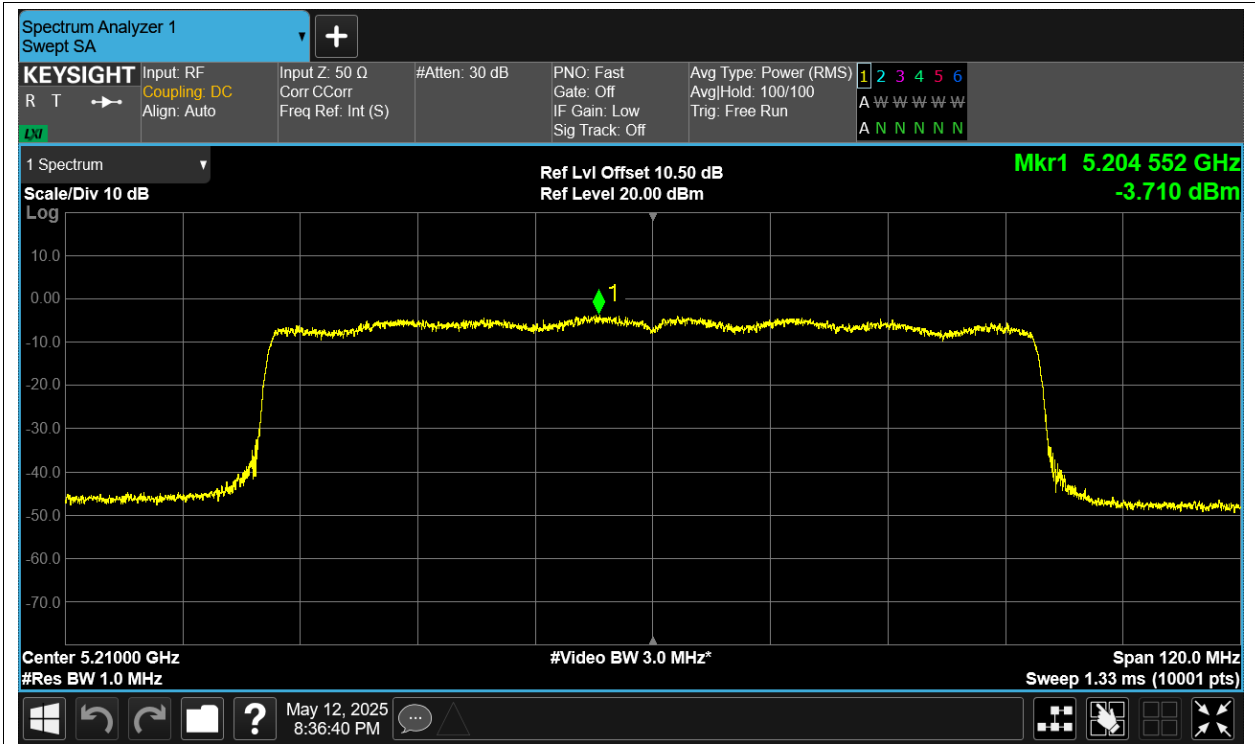 Spectrum Analyzer 1
Swept SA
KEYSIGHT
R T
LXI
Input: RF
Coupling: DC
Align: Auto
Input Z: 50 Ω
Corr CCorr
Freq Ref: Int (S)
#Atten: 30 dB
PNO: Fast
Gate: Off
IF Gain: Low
Sig Track: Off
Avg Type: Power (RMS)
Avg|Hold: 100/100
Trig: Free Run
1 2 3 4 5 6
A W W W W W
A N N N N N
1 Spectrum
Scale/Div 10 dB
Log
Ref Lvl Offset 10.50 dB
Ref Level 20.00 dBm
Mkr1 5.204 552 GHz
-3.710 dBm
10.0
0.00
-10.0
-20.0
-30.0
-40.0
-50.0
-60.0
-70.0
1
Center 5.21000 GHz
#Res BW 1.0 MHz
#Video BW 3.0 MHz*
Span 120.0 MHz
Sweep 1.33 ms (10001 pts)
?
May 12, 2025
8:36:40 PM